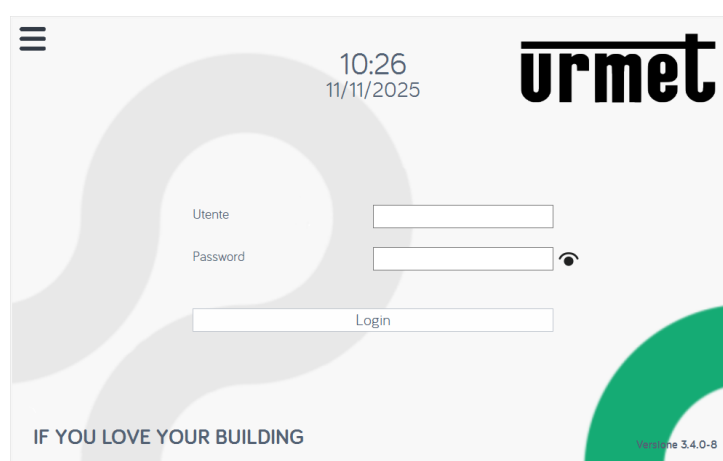 10:26
urmet
11/11/2025
Utente
Password
Login
IF YOU LOVE YOUR BUILDING
Versione 3.4.0-8